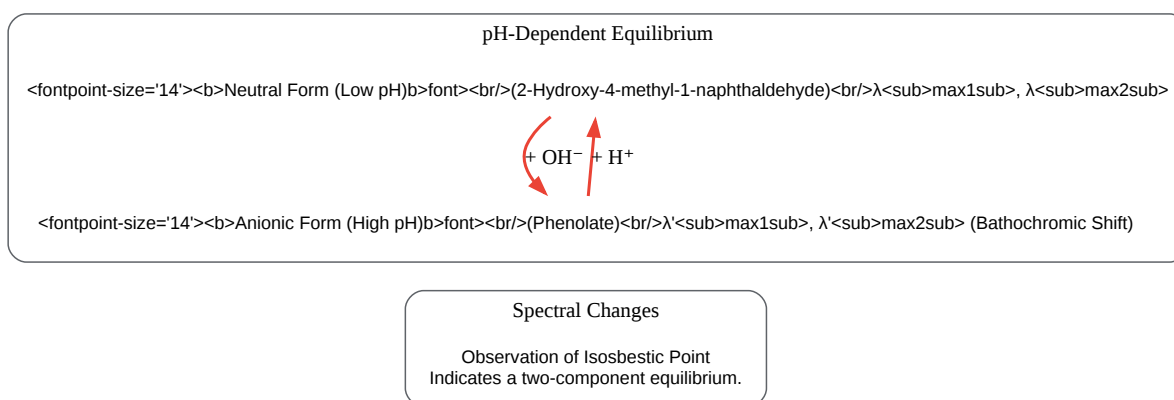 pH-Dependent Equilibrium
<fontpoint-size='14'><b>Neutral Form (Low pH)b>font><br/>(2-Hydroxy-4-methyl-1-naphthaldehyde)<br/>λ<sub>max1sub>, λ<sub>max2sub>
+ OH⁻ + H⁺
<fontpoint-size='14'><b>Anionic Form (High pH)b>font><br/>(Phenolate)<br/>λ'<sub>max1sub>, λ'<sub>max2sub> (Bathochromic Shift)
Spectral Changes
Observation of Isosbestic Point
Indicates a two-component equilibrium.